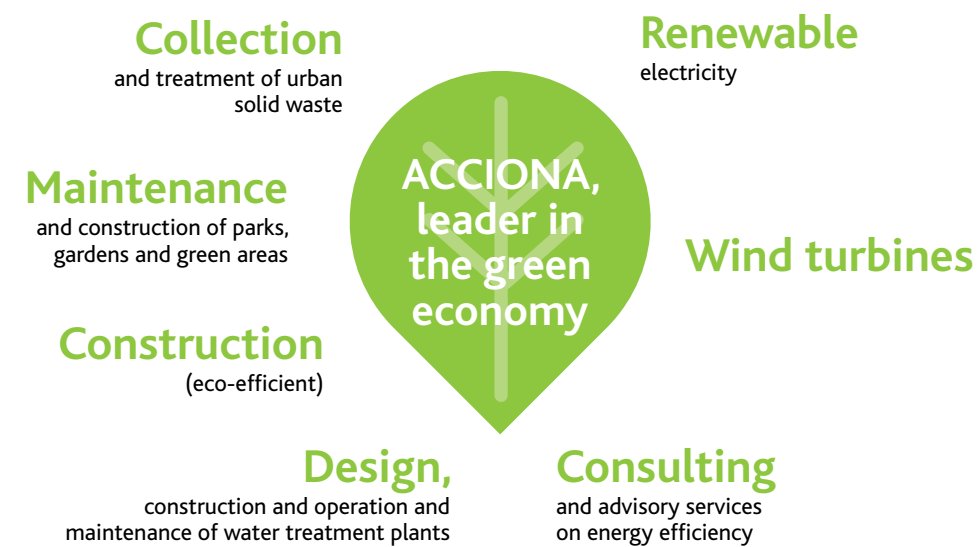 Collection
and treatment of urban
solid waste
Renewable
electricity
Maintenance
and construction of parks,
gardens and green areas
ACCIONA,
leader in
the green
economy
Wind turbines
Construction
(eco-efficient)
Design,
construction and operation and
maintenance of water treatment plants
Consulting
and advisory services
on energy efficiency